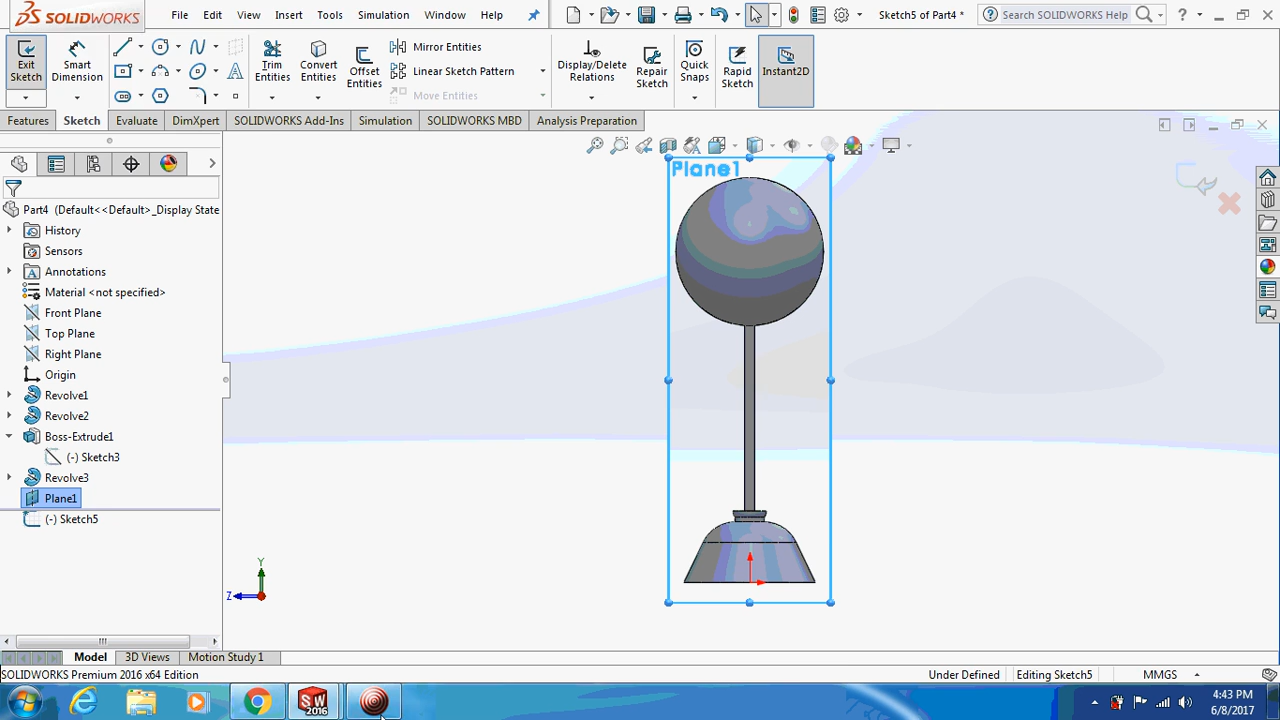 SOLIDWORKS File Edit View Insert Tools Simulation Window Help Sketch5 of Part4 * Search SOLIDWORKS Help
Exit Sketch
Smart Dimension
Trim Entities
Convert Entities
Offset Entities
Mirror Entities
Linear Sketch Pattern
Move Entities
Display/Delete Relations
Repair Sketch
Quick Snaps
Rapid Sketch
Instant2D
Features Sketch Evaluate DimXpert SOLIDWORKS Add-Ins Simulation SOLIDWORKS MBD Analysis Preparation
Plane1
Part4 (Default<<Default>_Display State
History
Sensors
Annotations
Material <not specified>
Front Plane
Top Plane
Right Plane
Origin
Revolve1
Revolve2
Boss-Extrude1
(-) Sketch3
Revolve3
Plane1
(-) Sketch5
Y
Z
Model 3D Views Motion Study 1
SOLIDWORKS Premium 2016 x64 Edition Under Defined Editing Sketch5 MMGS
SW
2016
4:43 PM
6/8/2017